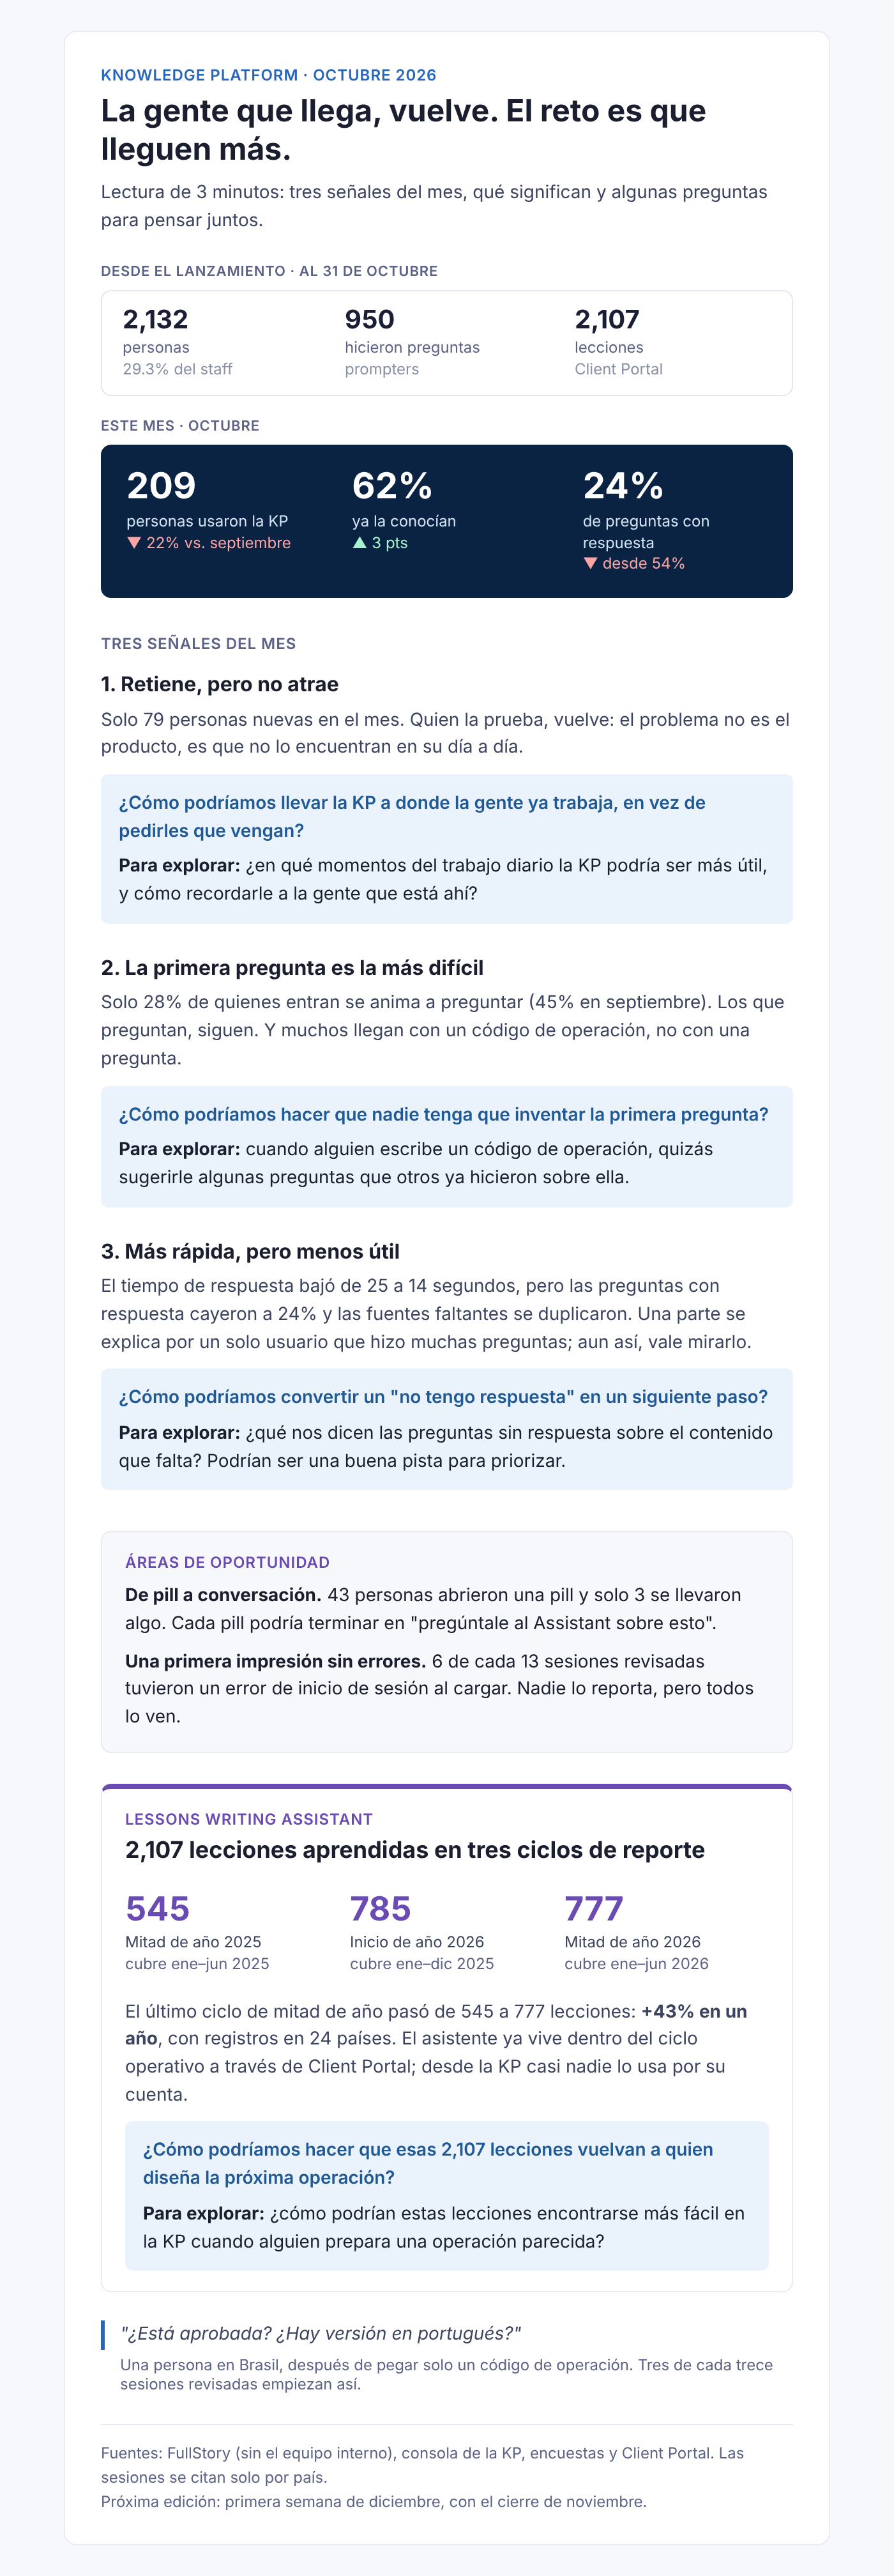 KNOWLEDGE PLATFORM · OCTUBRE 2026
La gente que llega, vuelve. El reto es que
lleguen más.
Lectura de 3 minutos: tres señales del mes, qué significan y algunas preguntas
para pensar juntos.
DESDE EL LANZAMIENTO · AL 31 DE OCTUBRE
2,132
personas
29.3% del staff
950
hicieron preguntas
prompters
2,107
lecciones
Client Portal
ESTE MES · OCTUBRE
209
personas usaron la KP
▼ 22% vs. septiembre
62%
ya la conocían
▲ 3 pts
24%
de preguntas con
respuesta
▼ desde 54%
TRES SEÑALES DEL MES
1. Retiene, pero no atrae
Solo 79 personas nuevas en el mes. Quien la prueba, vuelve: el problema no es el
producto, es que no lo encuentran en su día a día.
¿Cómo podríamos llevar la KP a donde la gente ya trabaja, en vez de
pedirles que vengan?
Para explorar: ¿en qué momentos del trabajo diario la KP podría ser más útil,
y cómo recordarle a la gente que está ahí?
2. La primera pregunta es la más difícil
Solo 28% de quienes entran se anima a preguntar (45% en septiembre). Los que
preguntan, siguen. Y muchos llegan con un código de operación, no con una
pregunta.
¿Cómo podríamos hacer que nadie tenga que inventar la primera pregunta?
Para explorar: cuando alguien escribe un código de operación, quizás
sugerirle algunas preguntas que otros ya hicieron sobre ella.
3. Más rápida, pero menos útil
El tiempo de respuesta bajó de 25 a 14 segundos, pero las preguntas con
respuesta cayeron a 24% y las fuentes faltantes se duplicaron. Una parte se
explica por un solo usuario que hizo muchas preguntas; aun así, vale mirarlo.
¿Cómo podríamos convertir un "no tengo respuesta" en un siguiente paso?
Para explorar: ¿qué nos dicen las preguntas sin respuesta sobre el contenido
que falta? Podrían ser una buena pista para priorizar.
ÁREAS DE OPORTUNIDAD
De pill a conversación. 43 personas abrieron una pill y solo 3 se llevaron
algo. Cada pill podría terminar en "pregúntale al Assistant sobre esto".
Una primera impresión sin errores. 6 de cada 13 sesiones revisadas
tuvieron un error de inicio de sesión al cargar. Nadie lo reporta, pero todos
lo ven.
LESSONS WRITING ASSISTANT
2,107 lecciones aprendidas en tres ciclos de reporte
545
Mitad de año 2025
cubre ene–jun 2025
785
Inicio de año 2026
cubre ene–dic 2025
777
Mitad de año 2026
cubre ene–jun 2026
El último ciclo de mitad de año pasó de 545 a 777 lecciones: +43% en un
año, con registros en 24 países. El asistente ya vive dentro del ciclo
operativo a través de Client Portal; desde la KP casi nadie lo usa por su
cuenta.
¿Cómo podríamos hacer que esas 2,107 lecciones vuelvan a quien
diseña la próxima operación?
Para explorar: ¿cómo podrían estas lecciones encontrarse más fácil en
la KP cuando alguien prepara una operación parecida?
"¿Está aprobada? ¿Hay versión en portugués?"
Una persona en Brasil, después de pegar solo un código de operación. Tres de cada trece
sesiones revisadas empiezan así.
Fuentes: FullStory (sin el equipo interno), consola de la KP, encuestas y Client Portal. Las
sesiones se citan solo por país.
Próxima edición: primera semana de diciembre, con el cierre de noviembre.